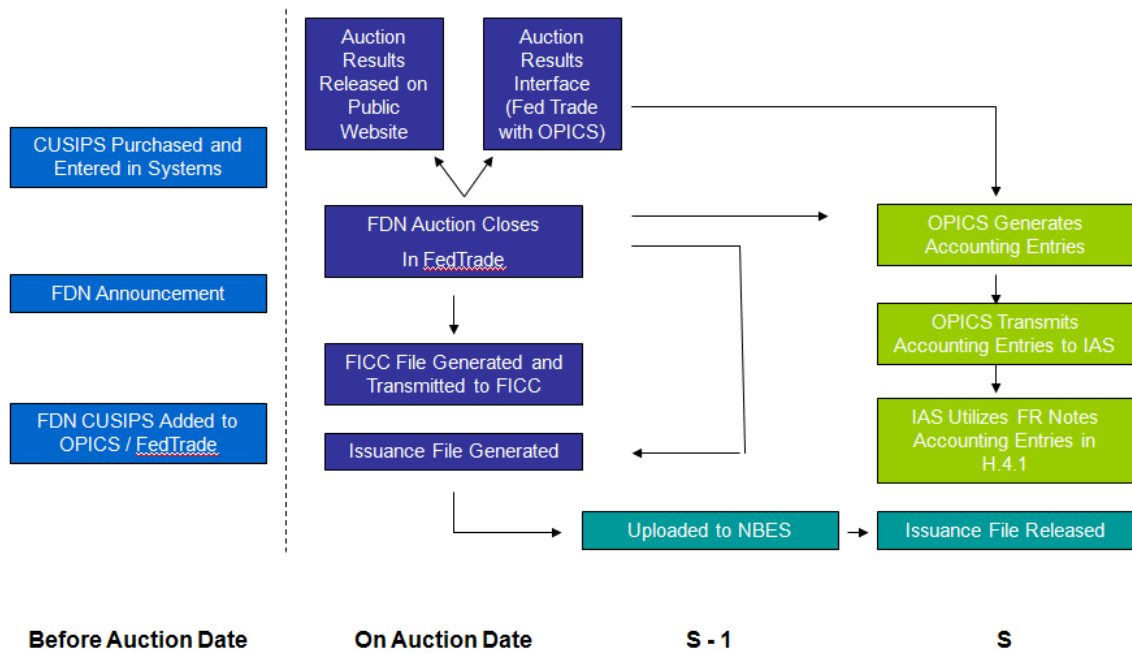 CUSIPS Purchased and
Entered in Systems
FDN Announcement
FDN CUSIPS Added to
OPICS / FedTrade
Auction
Results
Released on
Public
Website
Auction
Results
Interface
(Fed Trade
with OPICS)
FDN Auction Closes
In FedTrade
FICC File Generated and
Transmitted to FICC
Issuance File Generated
Uploaded to NBES
OPICS Generates
Accounting Entries
OPICS Transmits
Accounting Entries to IAS
IAS Utilizes FR Notes
Accounting Entries in
H.4.1
Issuance File Released
Before Auction Date
On Auction Date
S - 1
S